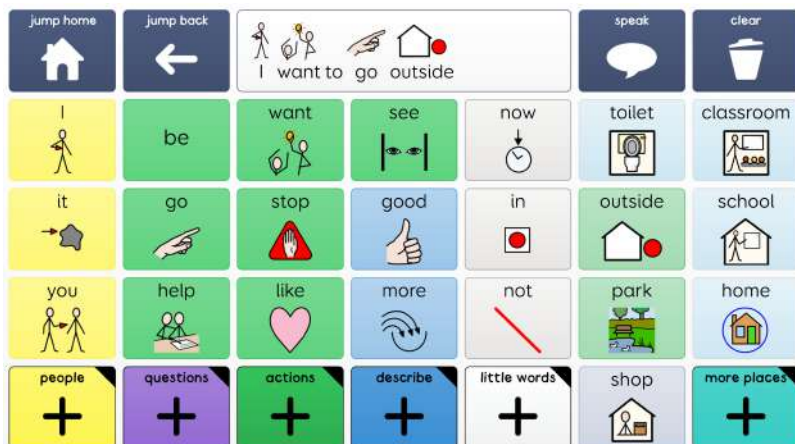 jump home jump back speak clear
I want to go outside
I want see now toilet classroom
be
it go stop good in outside school
you help like more not park home
people questions actions describe little words shop more places